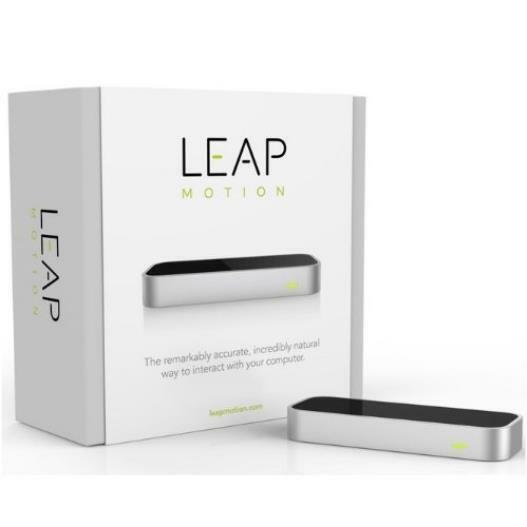 LEAP
MOTION
LEAP
MOTION
The remarkably accurate, incredibly natural
way to interact with your computer.
leapmotion.com